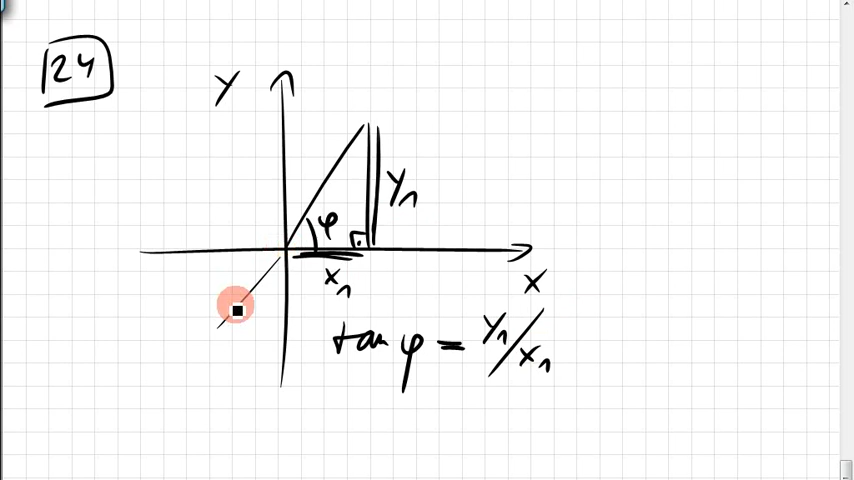 24
y
φ
y₁
x₁
x
tan φ = y₁/x₁